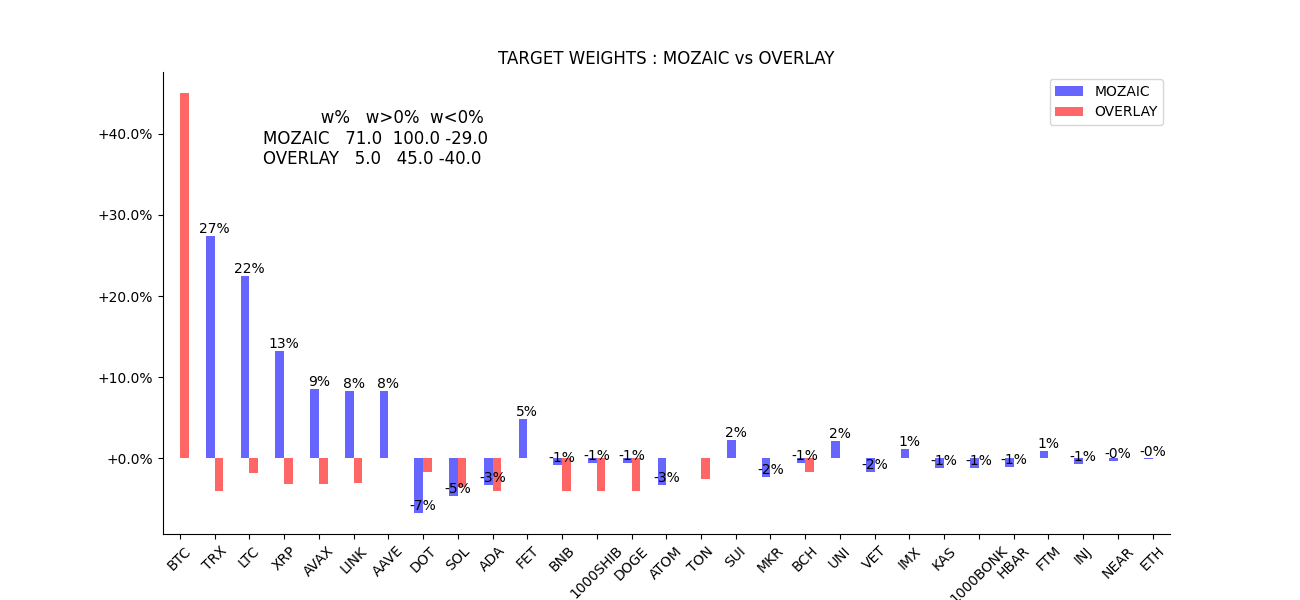 TARGET WEIGHTS : MOZAIC vs OVERLAY
MOZAIC
OVERLAY
w% w>0% w<0%
MOZAIC 71.0 100.0 -29.0
OVERLAY 5.0 45.0 -40.0
+40.0%
+30.0%
+20.0%
+10.0%
+0.0%
27%
22%
13%
9%
8%
8%
-7%
-5%
-3%
5%
-1%
-1%
-1%
-3%
2%
-2%
-1%
2%
-2%
1%
-1%
-1%
-1%
1%
-1%
-0%
-0%
BTC
TRX
LTC
XRP
AVAX
LINK
AAVE
DOT
SOL
ADA
FET
BNB
1000SHIB
DOGE
ATOM
TON
SUI
MKR
BCH
UNI
VET
IMX
KAS
1000BONK
HBAR
FTM
INJ
NEAR
ETH